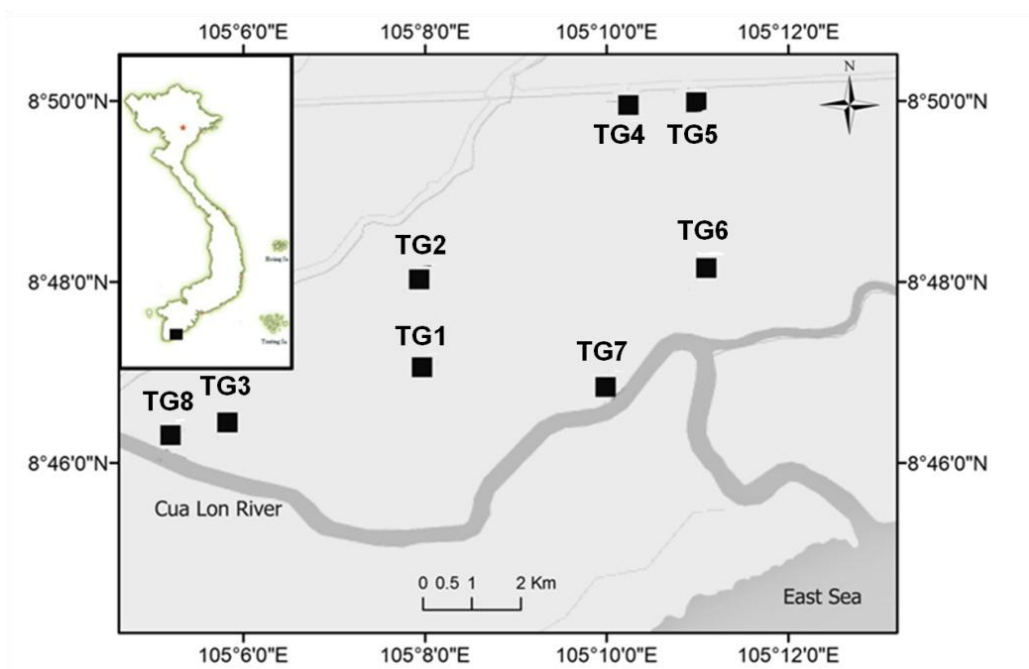 105°6'0"E 105°8'0"E 105°10'0"E 105°12'0"E
N
8°50'0"N 8°50'0"N
TG4 TG5
TG6
TG2
8°48'0"N 8°48'0"N
TG1
TG7
TG3
TG8
8°46'0"N 8°46'0"N
Cua Lon River
0 0.5 1 2 Km
East Sea
105°6'0"E 105°8'0"E 105°10'0"E 105°12'0"E